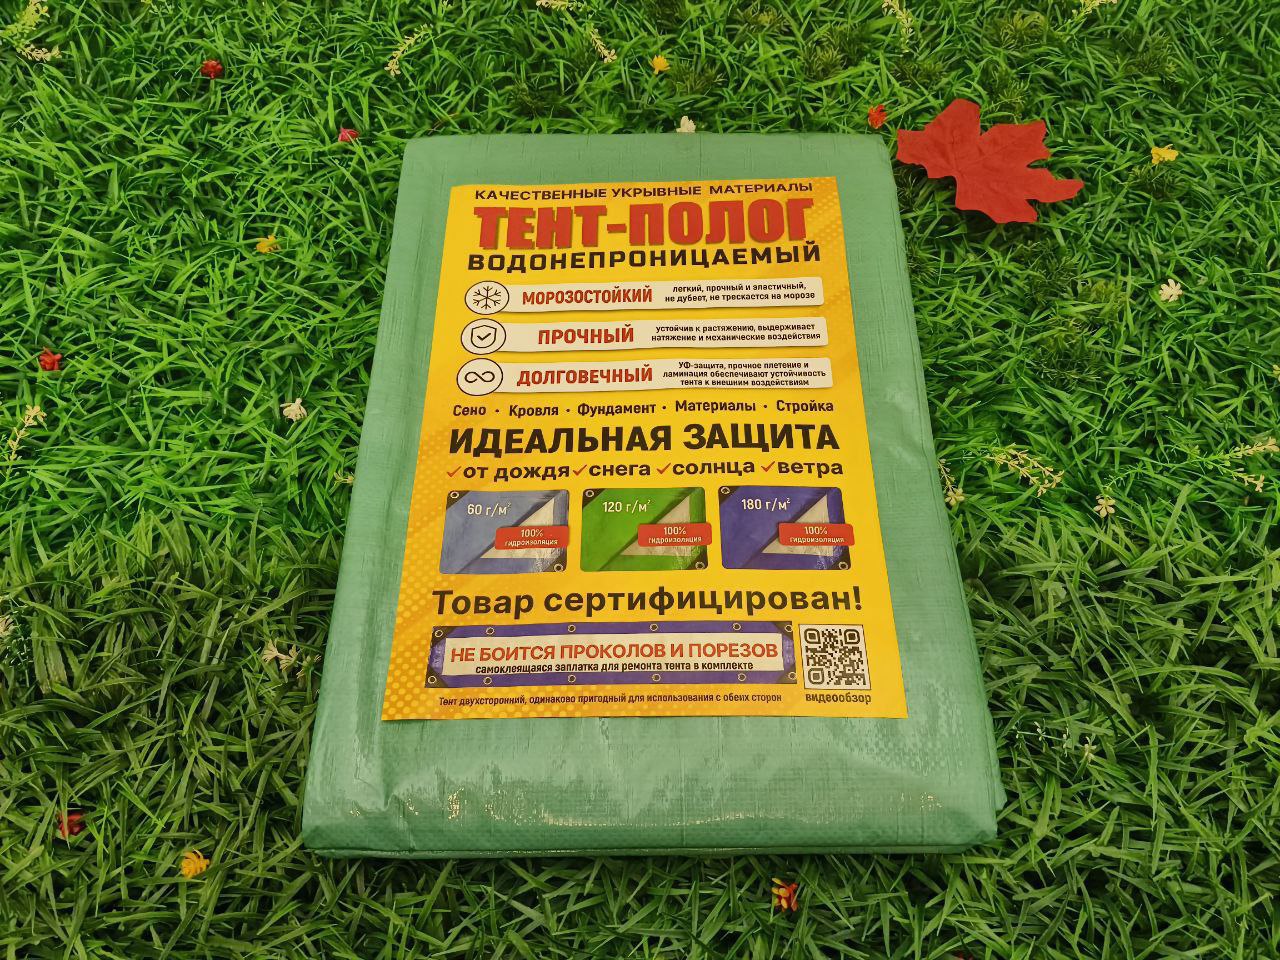 КАЧЕСТВЕННЫЕ УКРЫВНЫЕ МАТЕРИАЛЫ
ТЕНТ-ПОЛОГ
ВОДОНЕПРОНИЦАЕМЫЙ
МОРОЗОСТОЙКИЙ
легкий, прочный и эластичный,
не дубеет, не трескается на морозе
ПРОЧНЫЙ
устойчив к растяжению, выдерживает
натяжение и механические воздействия
ДОЛГОВЕЧНЫЙ
УФ-защита, прочное плетение и
ламинация обеспечивают устойчивость
тента к внешним воздействиям
Сено · Кровля · Фундамент · Материалы · Стройка
ИДЕАЛЬНАЯ ЗАЩИТА
✓от дождя ✓снега ✓солнца ✓ветра
60 г/м²
100%
гидроизоляция
120 г/м²
100%
гидроизоляция
180 г/м²
100%
гидроизоляция
Товар сертифицирован!
НЕ БОИТСЯ ПРОКОЛОВ И ПОРЕЗОВ
самоклеящаяся заплатка для ремонта тента в комплекте
видеообзор
Тент двухсторонний, одинаково пригодный для использования с обеих сторон